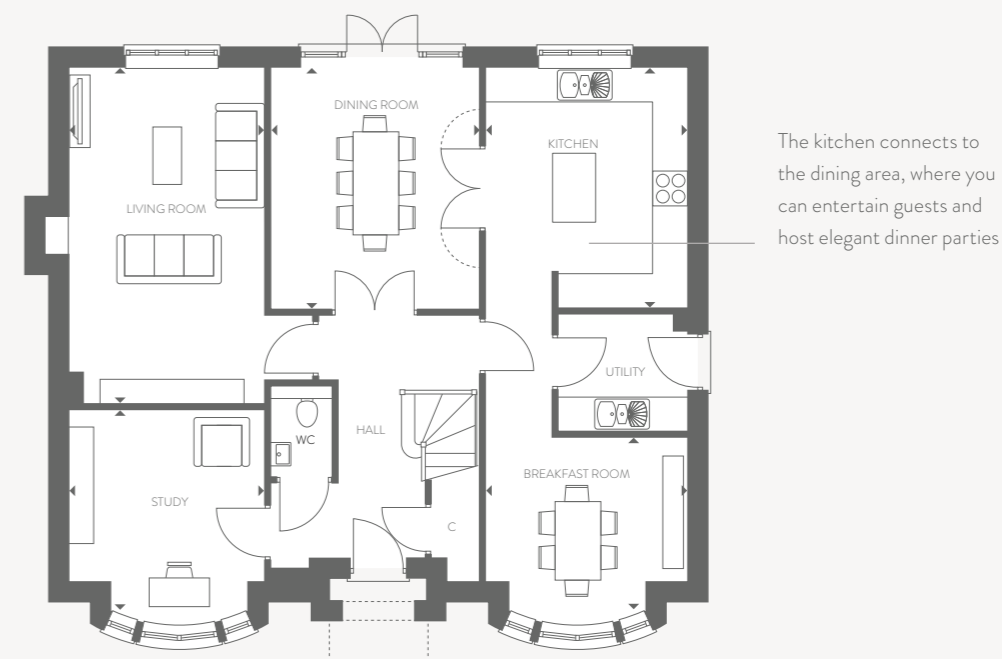 DINING ROOM
KITCHEN
The kitchen connects to
the dining area, where you
can entertain guests and
host elegant dinner parties
LIVING ROOM
UTILITY
HALL
WC
BREAKFAST ROOM
STUDY
C